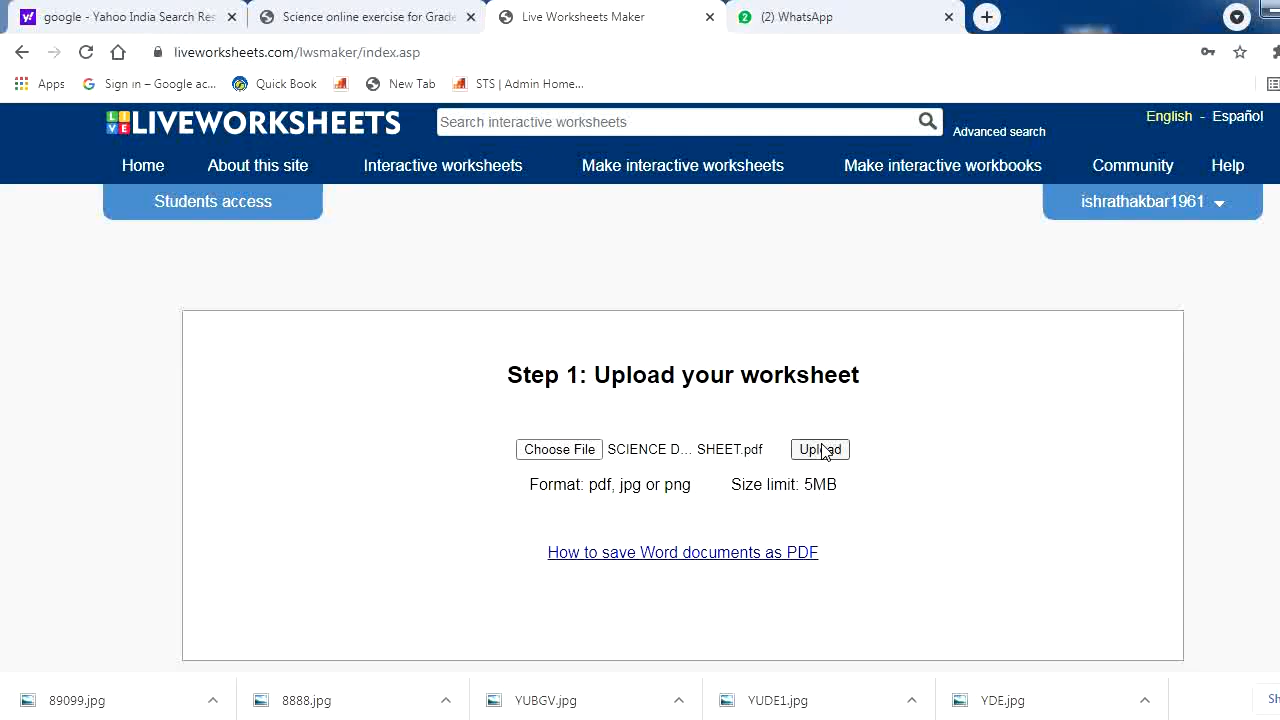 google - Yahoo India Search Res
Science online exercise for Grade
Live Worksheets Maker
(2) WhatsApp
liveworksheets.com/lwsmaker/index.asp
Apps
Sign in – Google ac...
Quick Book
New Tab
STS | Admin Home...
LIVEWORKSHEETS
Search interactive worksheets
Advanced search
English - Español
Home
About this site
Interactive worksheets
Make interactive worksheets
Make interactive workbooks
Community
Help
Students access
ishrathakbar1961
Step 1: Upload your worksheet
Choose File SCIENCE D... SHEET.pdf Upload
Format: pdf, jpg or png Size limit: 5MB
How to save Word documents as PDF
89099.jpg
8888.jpg
YUBGV.jpg
YUDE1.jpg
YDE.jpg